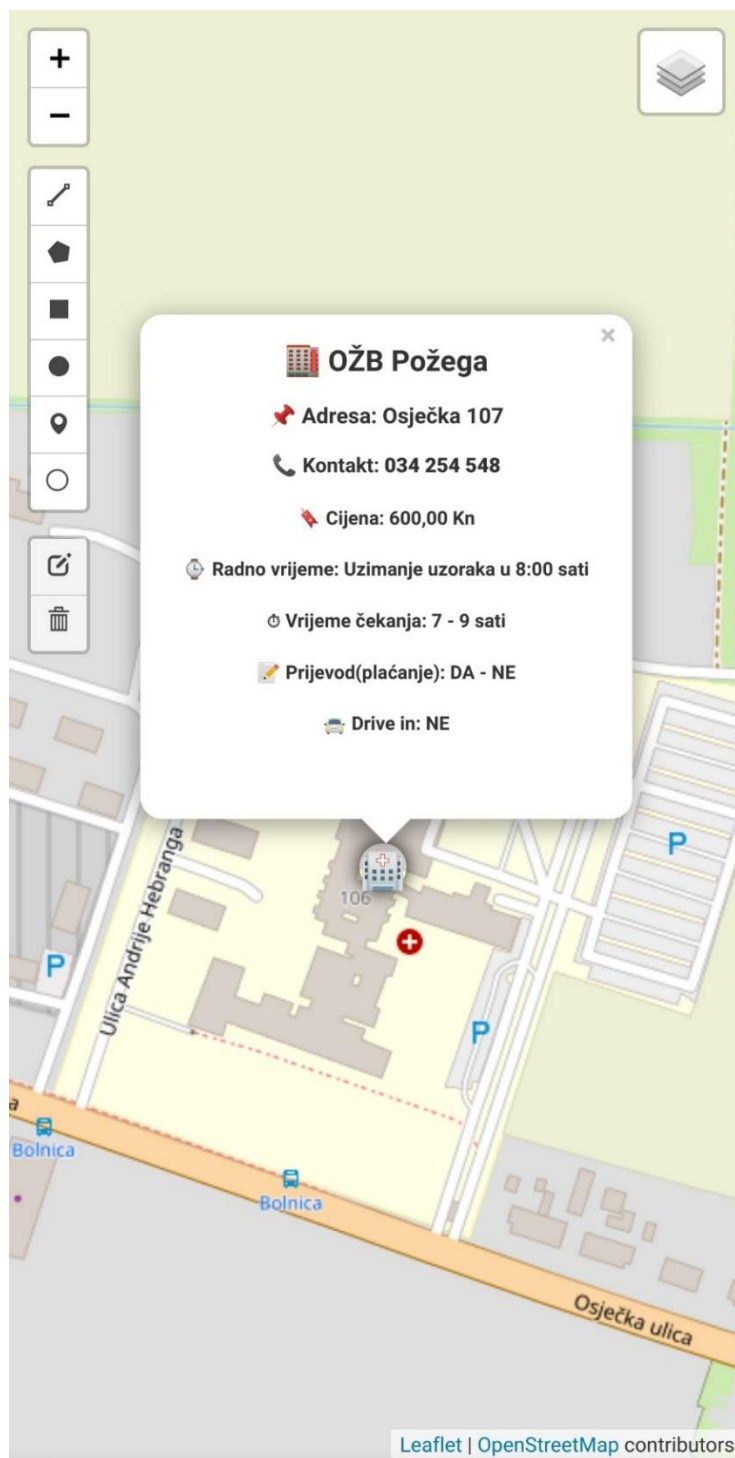 +
−
OŽB Požega
Adresa: Osječka 107
Kontakt: 034 254 548
Cijena: 600,00 Kn
Radno vrijeme: Uzimanje uzoraka u 8:00 sati
Vrijeme čekanja: 7 - 9 sati
Prijevod(plaćanje): DA - NE
Drive in: NE
×
P
106
Ulica Andrije Hebranga
P
P
a
Bolnica
Bolnica
Osječka ulica
Leaflet | OpenStreetMap contributors